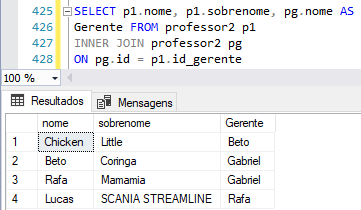 425 SELECT p1.nome, p1.sobrenome, pg.nome AS
426 Gerente FROM professor2 p1
427 INNER JOIN professor2 pg
428 ON pg.id = p1.id_gerente
100 %
Resultados Mensagens
nome sobrenome Gerente
1 Chicken Little Beto
2 Beto Coringa Gabriel
3 Rafa Mamamia Gabriel
4 Lucas SCANIA STREAMLINE Rafa